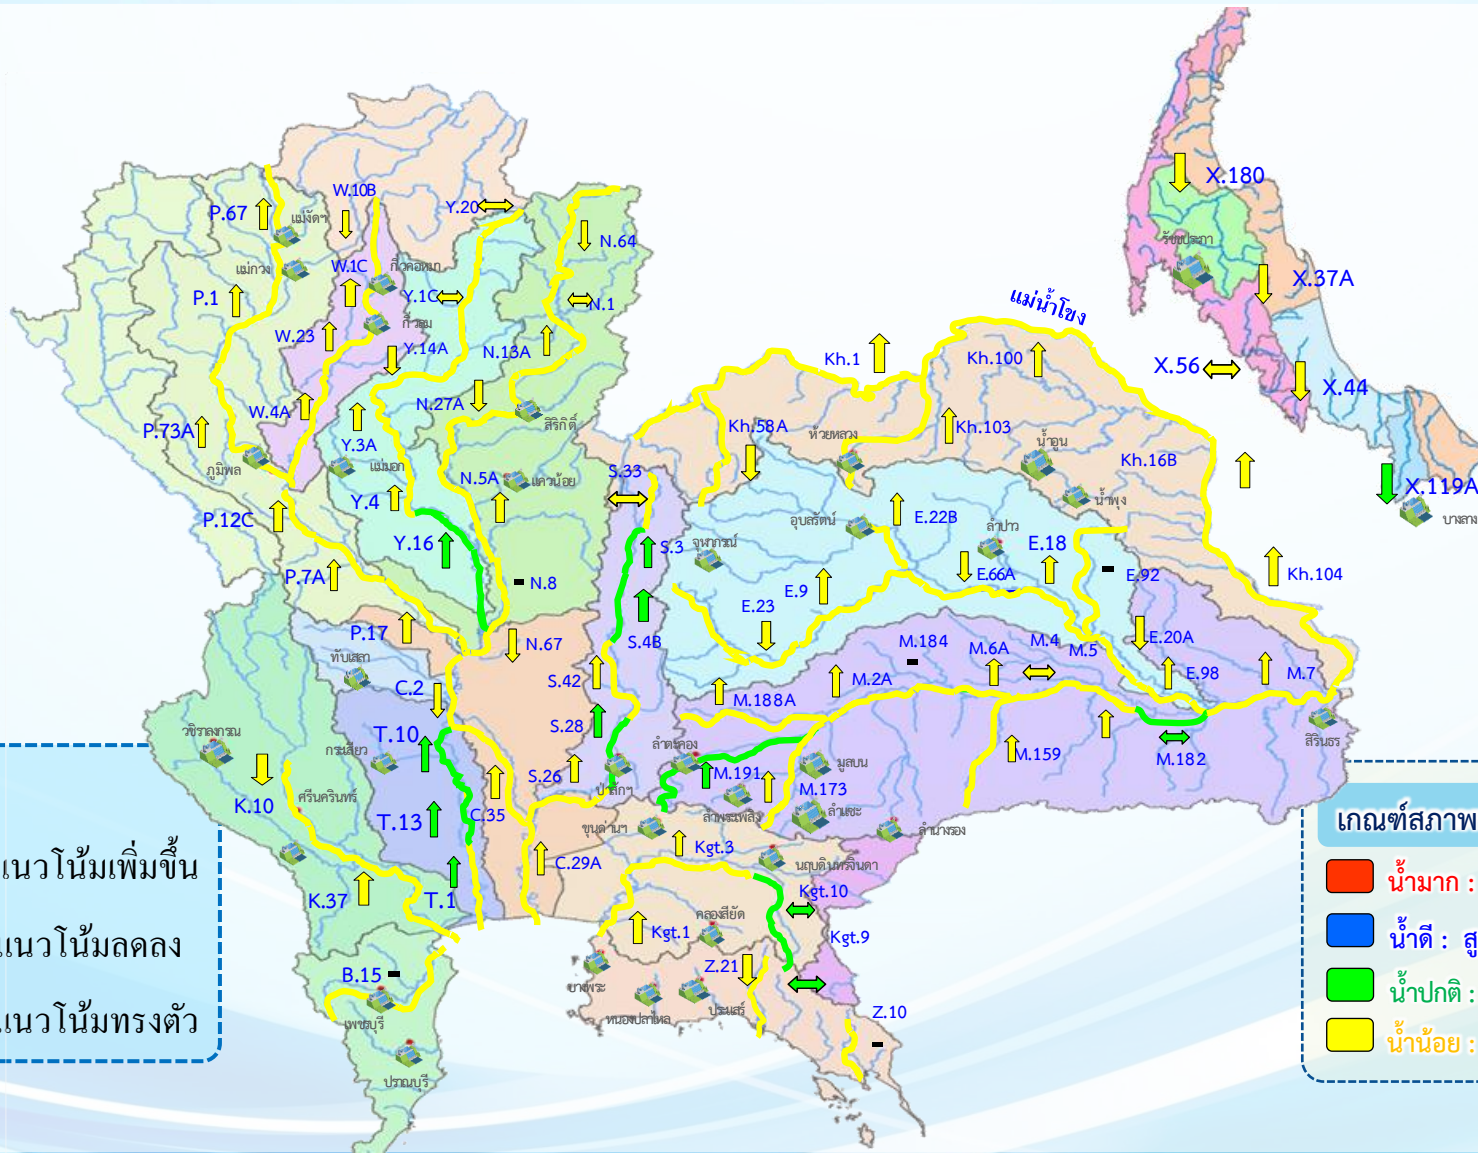 X.180
W.10B
Y.20
P.67
แม่งัดฯ
N.64
รัชชประภา
แม่กวง
W.1C
กิ่วคอหมา
X.37A
P.1
Y.1C
N.1
แม่น้ำโขง
กิ่วลม
W.23
Y.14A
N.13A
Kh.1
Kh.100
X.56
X.44
N.27A
W.4A
สิริกิติ์
P.73A
Y.3A
Kh.58A
ห้วยหลวง
Kh.103
น้ำอูน
ภูมิพล
แม่มอก
S.33
Kh.16B
N.5A
แควน้อย
X.119A
Y.4
น้ำพุง
P.12C
อุบลรัตน์
E.22B
ลำปาว
บางลาง
Y.16
S.3
จุฬาภรณ์
E.18
P.7A
N.8
E.9
E.66A
E.92
Kh.104
E.23
P.17
N.67
S.4B
M.184
M.6A
M.4
M.5
E.20A
ทับเสลา
C.2
S.42
M.188A
M.2A
E.98
M.7
วชิราลงกรณ
T.10
S.28
กระเสียว
ลำตะคอง
สิรินธร
S.26
M.191
มูลบน
M.159
M.182
K.10
ศรีนครินทร์
ป่าสักฯ
M.173
T.13
C.35
ขุนด่านฯ
ลำพระเพลิง
ลำแชะ
ลำนางรอง
เกณฑ์สภาพ
แนวโน้มเพิ่มขึ้น
C.29A
Kgt.3
นฤบดินทรจินดา
น้ำมาก :
K.37
T.1
Kgt.10
คลองสียัด
แนวโน้มลดลง
Kgt.1
Kgt.9
น้ำดี : สู
B.15
Z.21
บางพระ
น้ำปกติ :
แนวโน้มทรงตัว
เพชรบุรี
หนองปลาไหล
ประแสร์
Z.10
น้ำน้อย :
ปราณบุรี